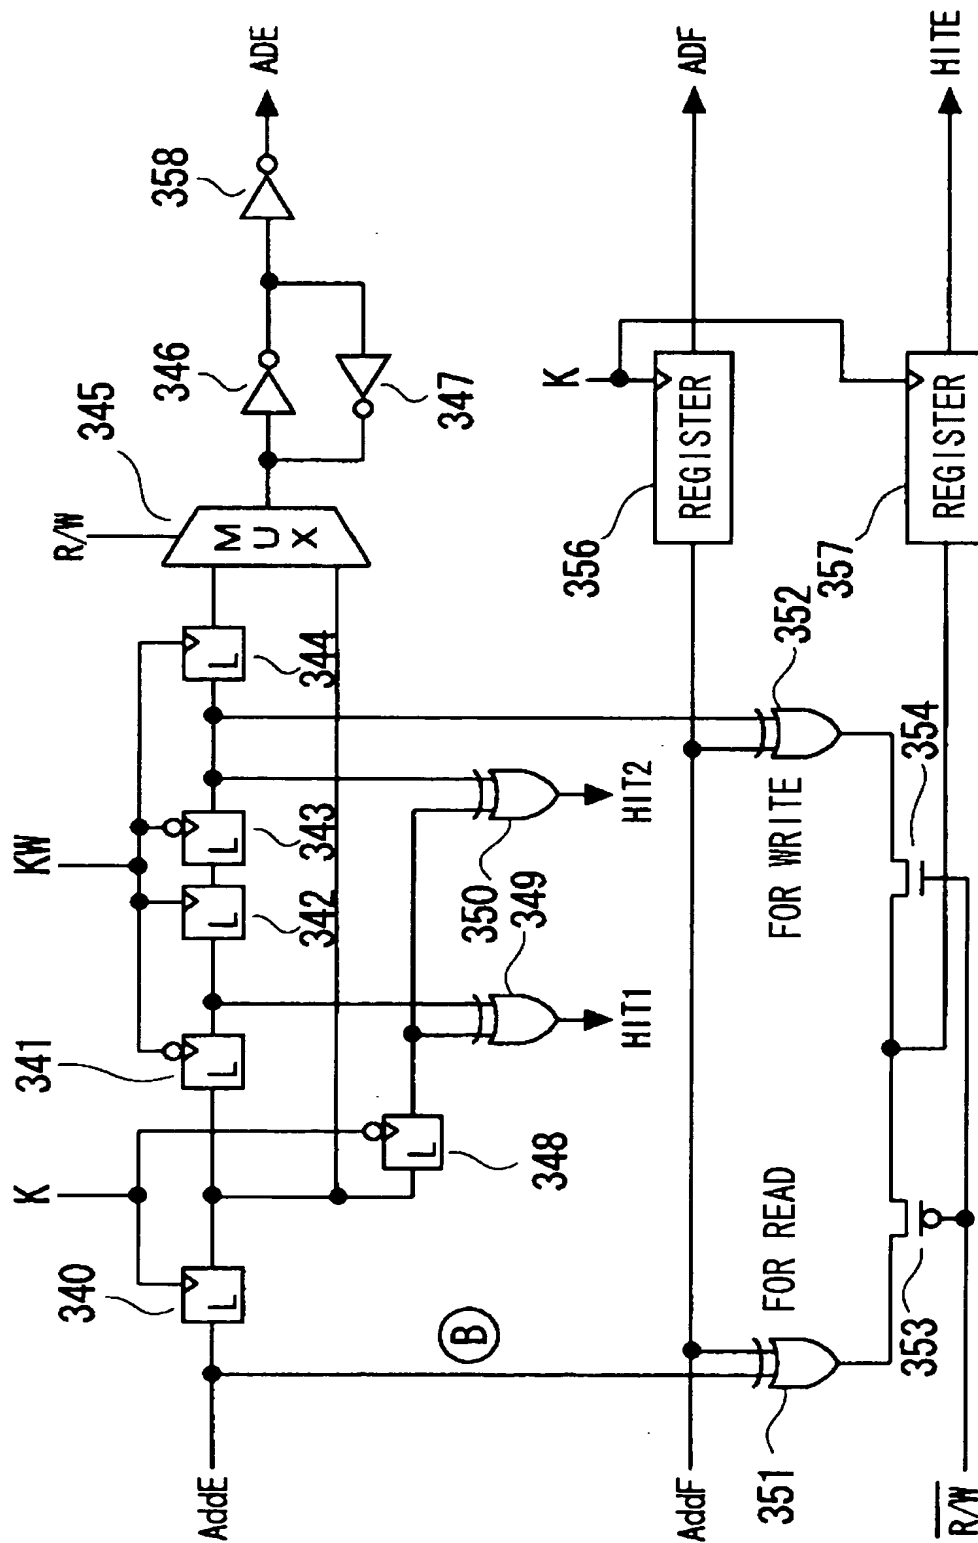 AddE
340
L
K
341
L
342
L
KW
343
L
344
L
R/W
345
MUX
346
347
358
ADE
348
L
349
HIT1
350
HIT2
B
AddF
351
FOR READ
353
FOR WRITE
352
354
K
356
REGISTER
ADF
357
REGISTER
HITE
R/W